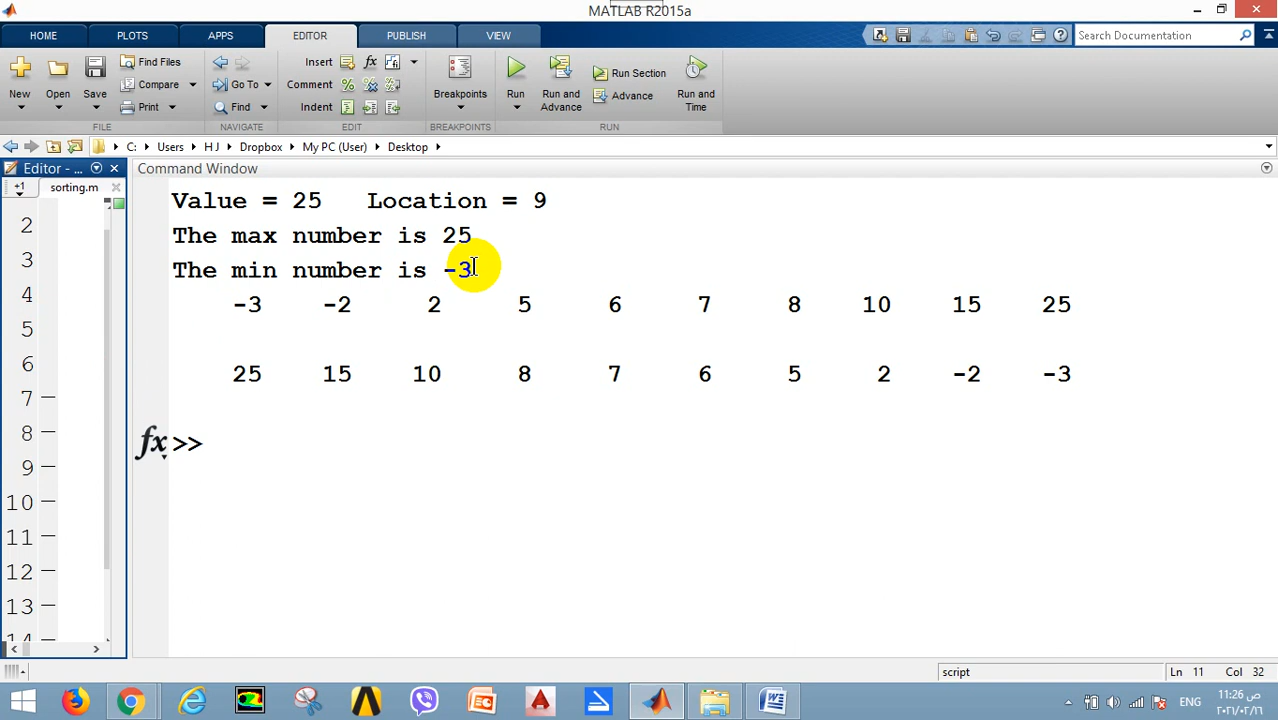 MATLAB R2015a
HOME PLOTS APPS EDITOR PUBLISH VIEW Search Documentation
New Open Save Find Files Compare Print Go To Find Insert fx Comment Indent Breakpoints Run Run and Advance Run Section Advance Run and Time
FILE NAVIGATE EDIT BREAKPOINTS RUN
C: Users H J Dropbox My PC (User) Desktop
Editor - ... Command Window
+1 sorting.m
Value = 25 Location = 9
The max number is 25
The min number is -3
-3 -2 2 5 6 7 8 10 15 25
25 15 10 8 7 6 5 2 -2 -3
fx >>
2
3
4
5
6
7
8
9
10
11
12
13
14
script Ln 11 Col 32
11:26 ص